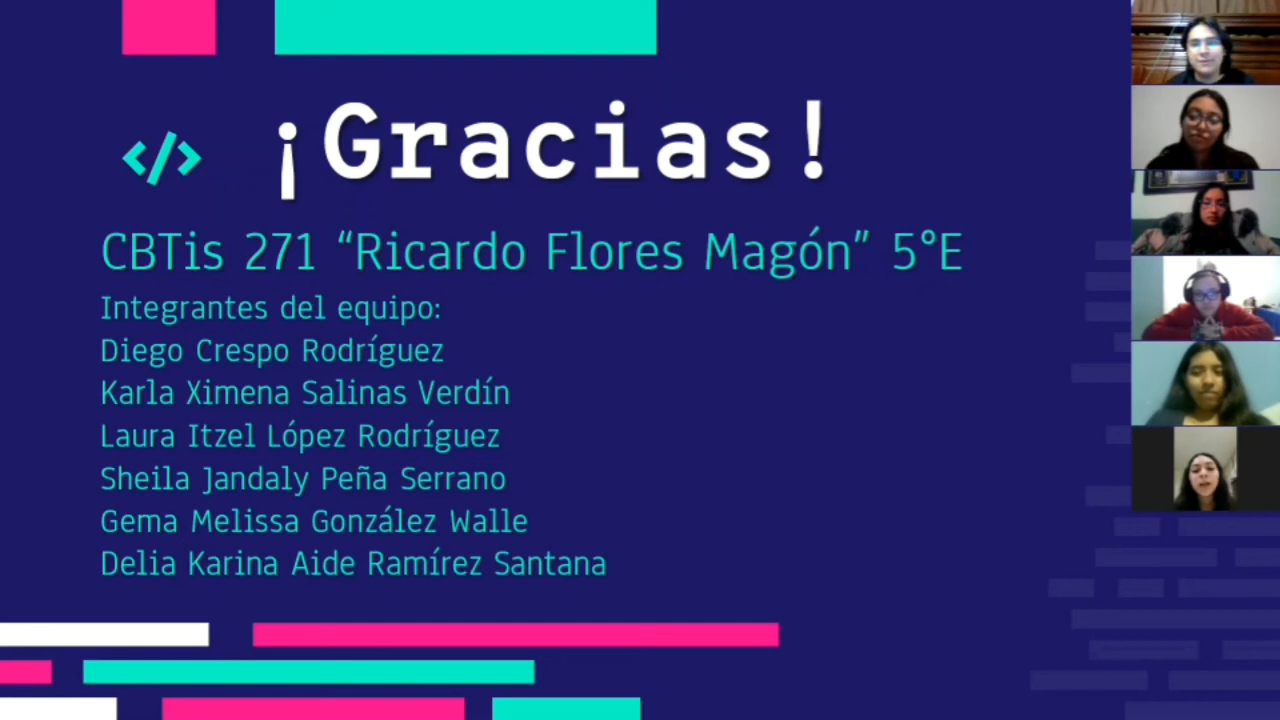 </> ¡Gracias!
CBTis 271 “Ricardo Flores Magón” 5°E
Integrantes del equipo:
Diego Crespo Rodríguez
Karla Ximena Salinas Verdín
Laura Itzel López Rodríguez
Sheila Jandaly Peña Serrano
Gema Melissa González Walle
Delia Karina Aide Ramírez Santana